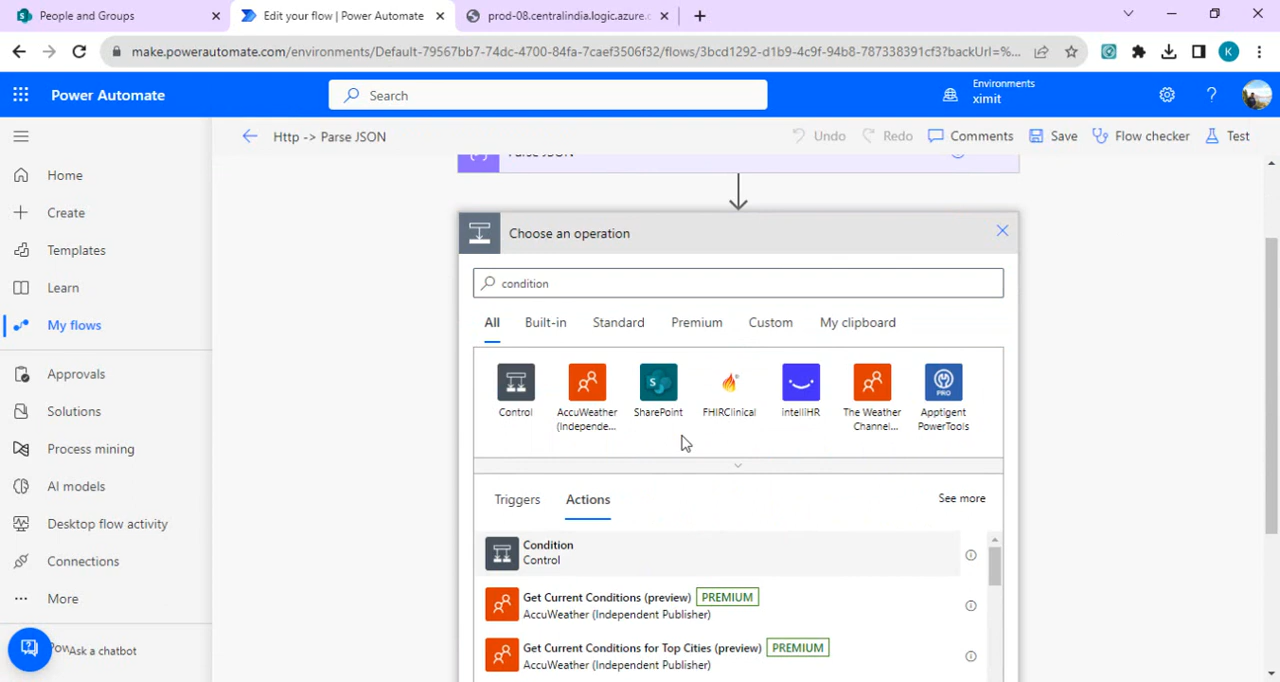 People and Groups
Edit your flow | Power Automate
prod-08.centralindia.logic.azure.c
make.powerautomate.com/environments/Default-79567bb7-74dc-4700-84fa-7caef3506f32/flows/3bcd1292-d1b9-4c9f-94b8-787338391cf3?backUrl=%...
K
Power Automate
Search
Environments
ximit
Http -> Parse JSON
Undo
Redo
Comments
Save
Flow checker
Test
Home
Create
Templates
Learn
My flows
Approvals
Solutions
Process mining
AI models
Desktop flow activity
Connections
More
Ask a chatbot
Parse JSON
Choose an operation
condition
All
Built-in
Standard
Premium
Custom
My clipboard
Control
AccuWeather
(Independe...
SharePoint
FHIRClinical
intelliHR
The Weather
Channel...
Apptigent
PowerTools
PRO
Triggers
Actions
See more
Condition
Control
Get Current Conditions (preview) PREMIUM
AccuWeather (Independent Publisher)
Get Current Conditions for Top Cities (preview) PREMIUM
AccuWeather (Independent Publisher)